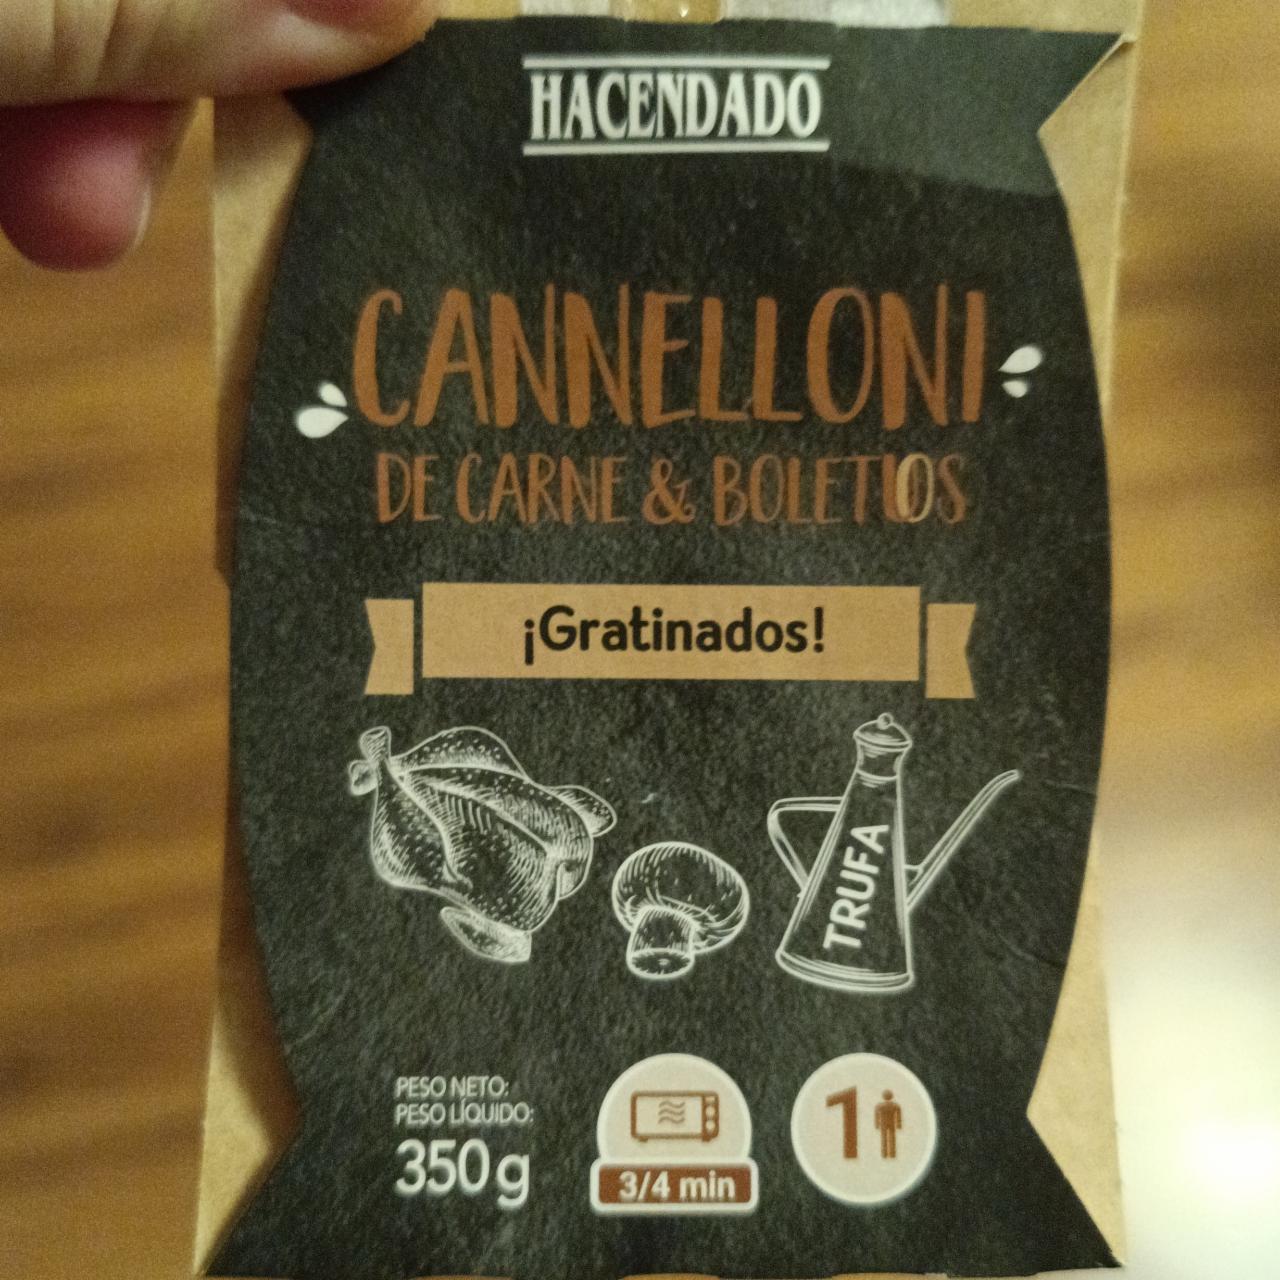 HACENDADO
CANNELLONI
DE CARNE & BOLETUS
¡Gratinados!
TRUFA
PESO NETO:
PESO LÍQUIDO:
350g
3/4 min
1